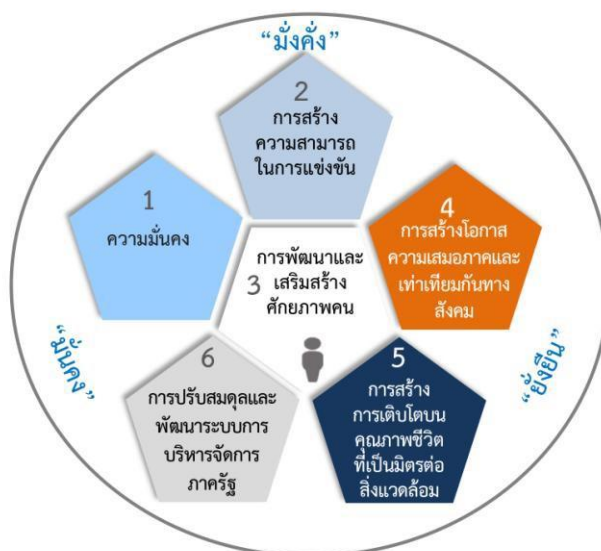 “มั่งคั่ง”
2
การสร้าง
ความสามารถ
ในการแข่งขัน
1
ความมั่นคง
4
การสร้างโอกาส
ความเสมอภาคและ
เท่าเทียมกันทาง
สังคม
การพัฒนาและ
3 เสริมสร้าง
ศักยภาพคน
“มั่นคง”
“ยั่งยืน”
6
การปรับสมดุลและ
พัฒนาระบบการ
บริหารจัดการ
ภาครัฐ
5
การสร้าง
การเติบโตบน
คุณภาพชีวิต
ที่เป็นมิตรต่อ
สิ่งแวดล้อม